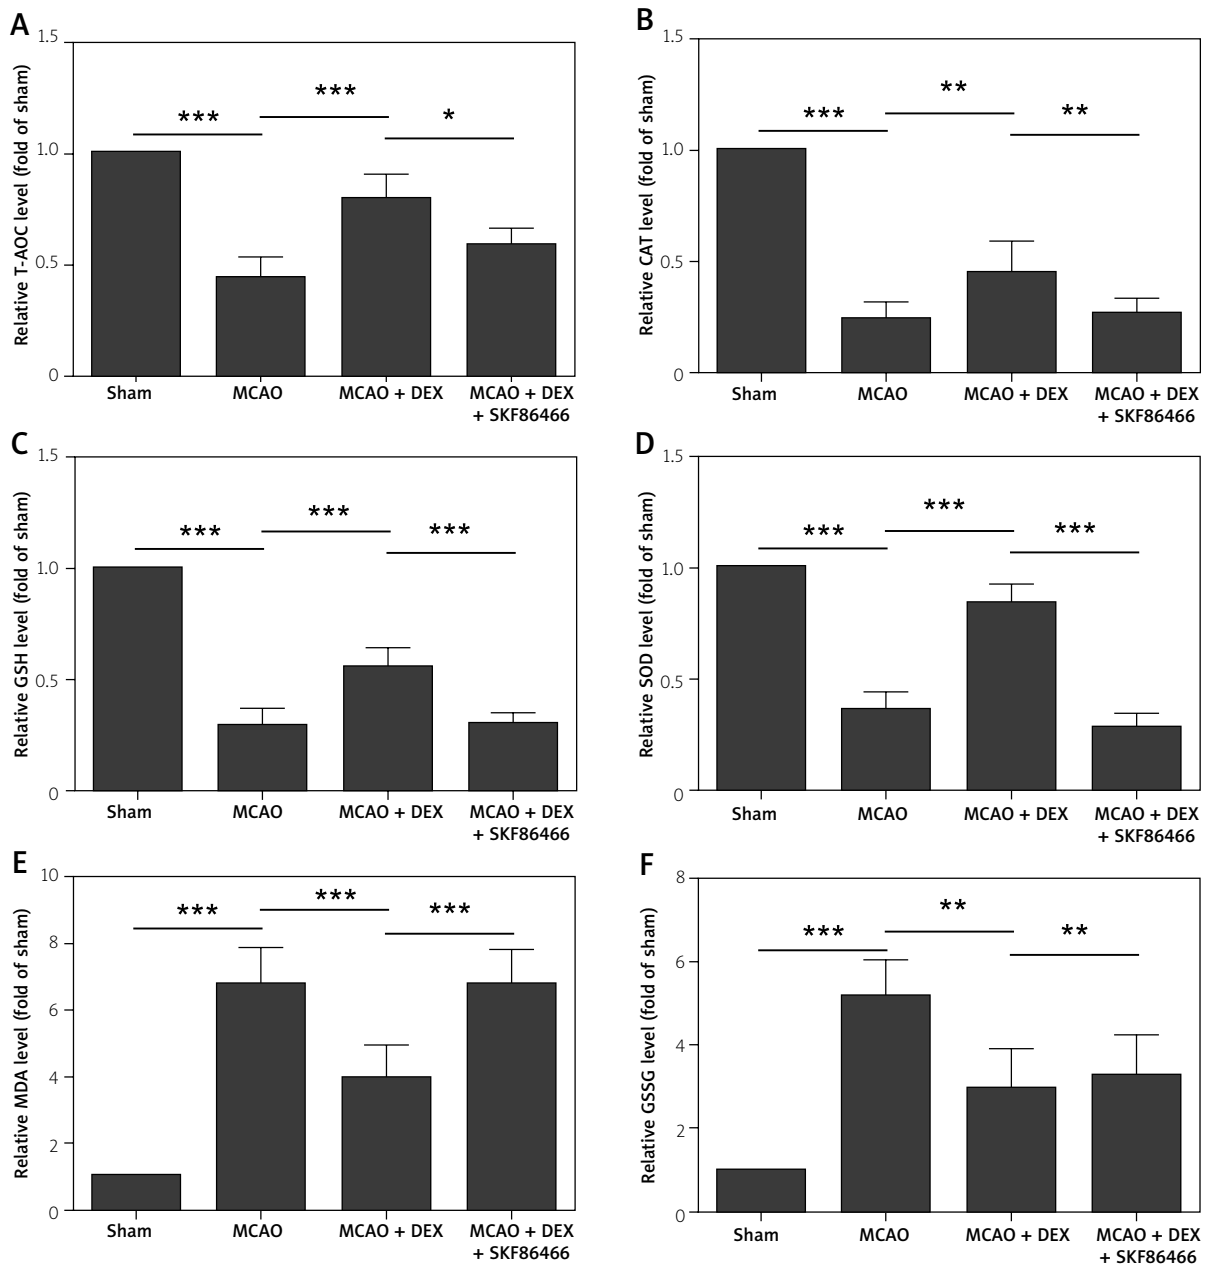 A
Relative T-AOC level (fold of sham)
1.5
1.0
0.5
0
***
***
*
Sham
MCAO
MCAO + DEX
MCAO + DEX
+ SKF86466
B
Relative CAT level (fold of sham)
1.5
1.0
0.5
0
***
**
**
Sham
MCAO
MCAO + DEX
MCAO + DEX
+ SKF86466
C
Relative GSH level (fold of sham)
1.5
1.0
0.5
0
***
***
***
Sham
MCAO
MCAO + DEX
MCAO + DEX
+ SKF86466
D
Relative SOD level (fold of sham)
1.5
1.0
0.5
0
***
***
***
Sham
MCAO
MCAO + DEX
MCAO + DEX
+ SKF86466
E
Relative MDA level (fold of sham)
10
8
6
4
2
0
***
***
***
Sham
MCAO
MCAO + DEX
MCAO + DEX
+ SKF86466
F
Relative GSSG level (fold of sham)
8
6
4
2
0
***
**
**
Sham
MCAO
MCAO + DEX
MCAO + DEX
+ SKF86466